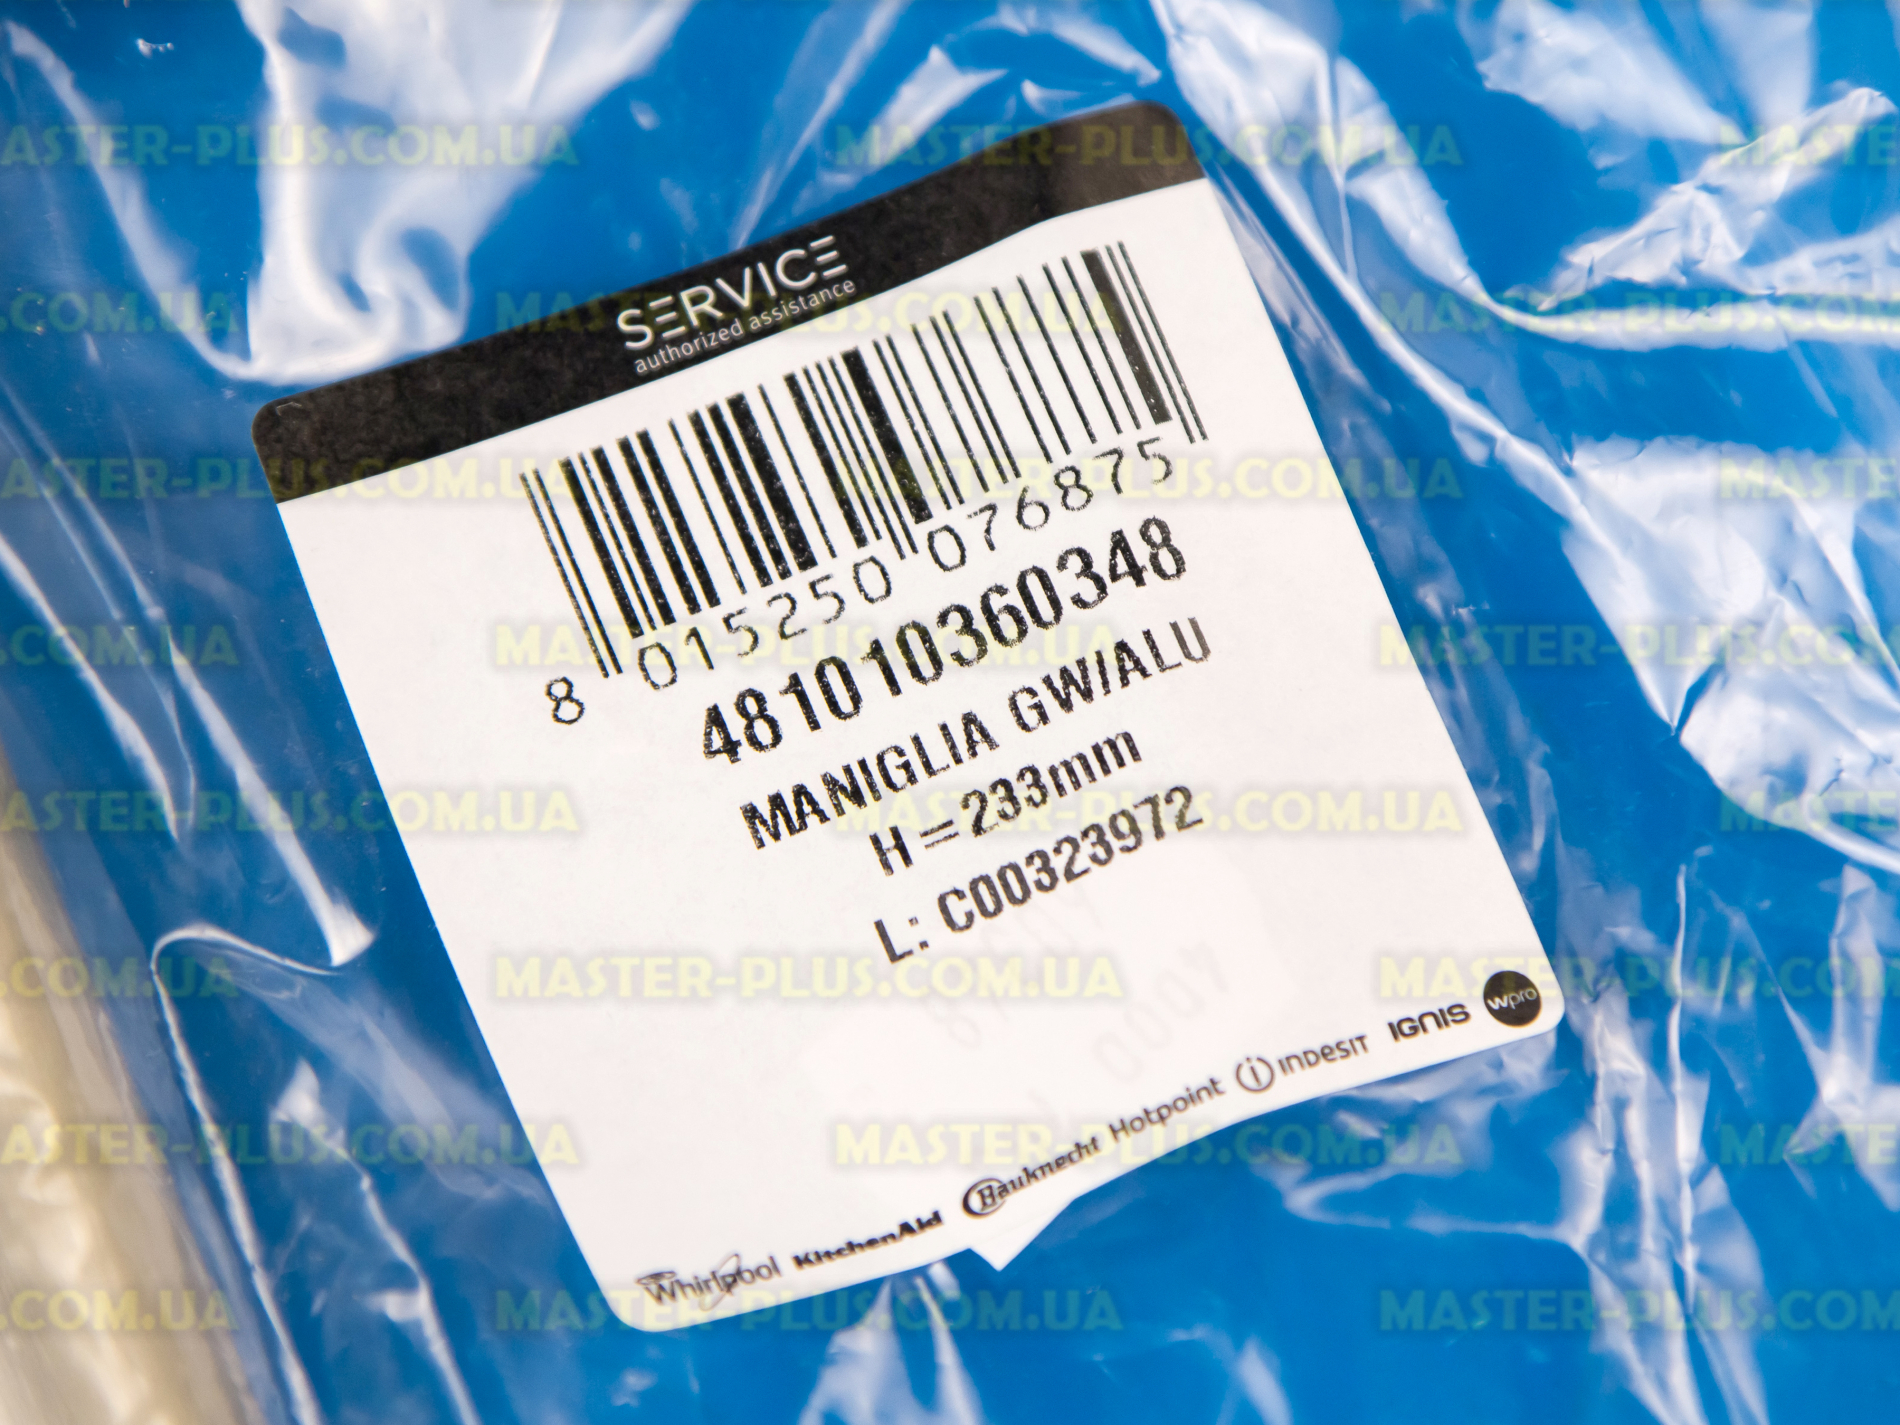 SERVICE
authorized assistance
8 015250 076875
481010360348
MANIGLIA GW/ALU
H=233mm
L: C00323972
Whirlpool KitchenAid Bauknecht Hotpoint INDESIT IGNIS wpro
MASTER-PLUS.COM.UA